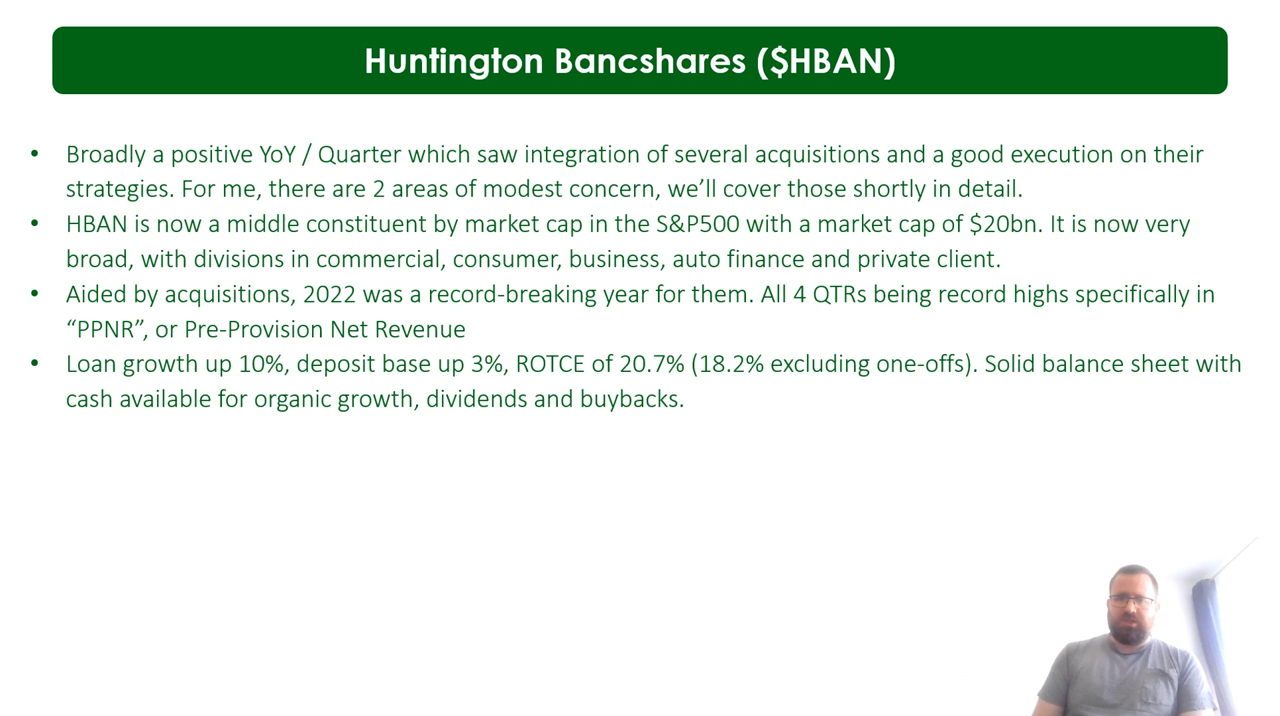 Huntington Bancshares ($HBAN)
• Broadly a positive YoY / Quarter which saw integration of several acquisitions and a good execution on their
strategies. For me, there are 2 areas of modest concern, we’ll cover those shortly in detail.
• HBAN is now a middle constituent by market cap in the S&P500 with a market cap of $20bn. It is now very
broad, with divisions in commercial, consumer, business, auto finance and private client.
• Aided by acquisitions, 2022 was a record-breaking year for them. All 4 QTRs being record highs specifically in
“PPNR”, or Pre-Provision Net Revenue
• Loan growth up 10%, deposit base up 3%, ROTCE of 20.7% (18.2% excluding one-offs). Solid balance sheet with
cash available for organic growth, dividends and buybacks.